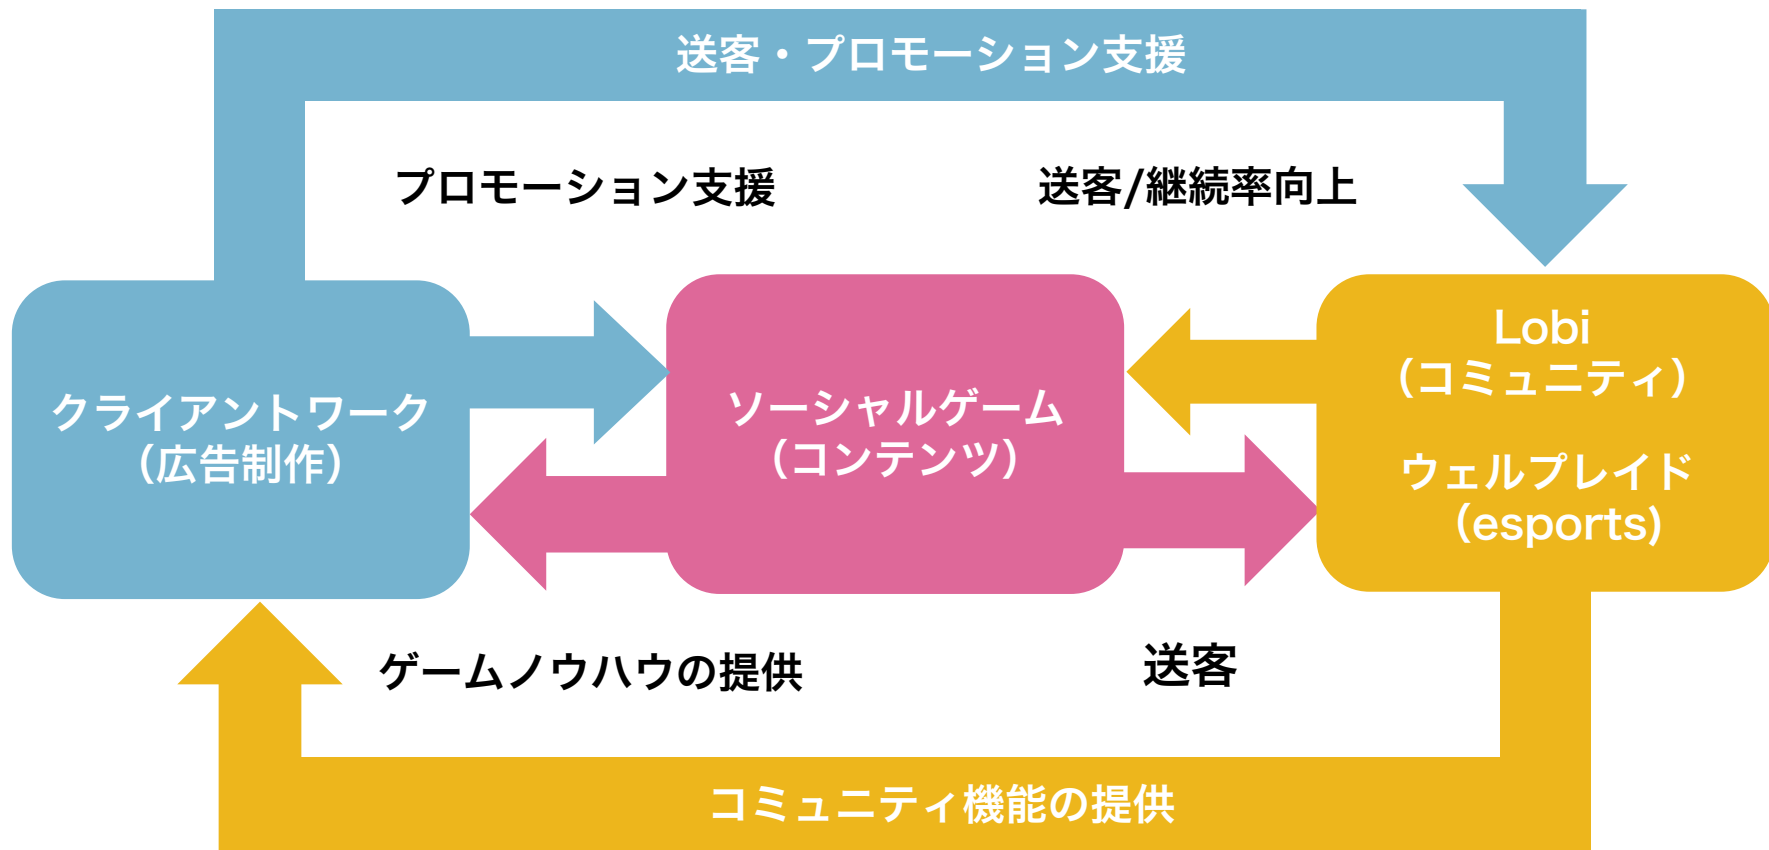 送客・プロモーション支援
プロモーション支援
送客/継続率向上
クライアントワーク
（広告制作）
ソーシャルゲーム
（コンテンツ）
Lobi
（コミュニティ）
ウェルプレイド
（esports)
ゲームノウハウの提供
送客
コミュニティ機能の提供